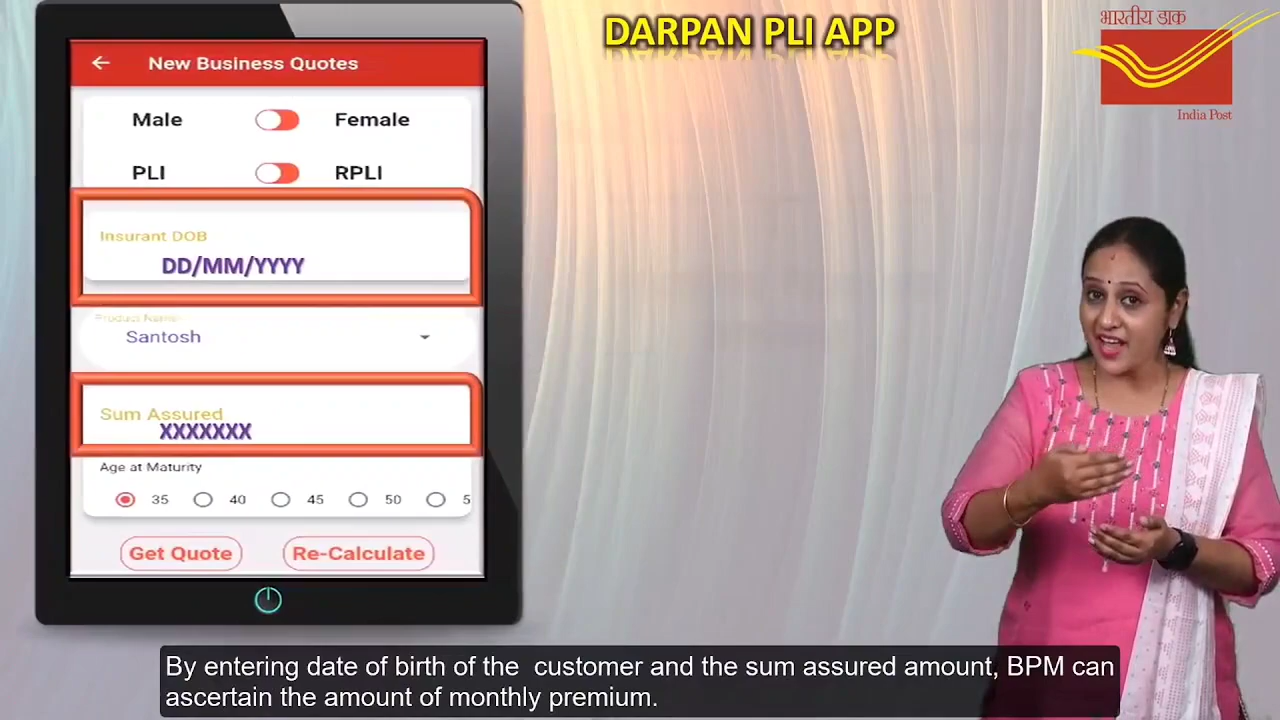 DARPAN PLI APP
भारतीय डाक
India Post
New Business Quotes
Male Female
PLI RPLI
Insurant DOB
DD/MM/YYYY
Product Name
Santosh
Sum Assured
XXXXXXX
Age at Maturity
35 40 45 50 5
Get Quote Re-Calculate
By entering date of birth of the customer and the sum assured amount, BPM can
ascertain the amount of monthly premium.